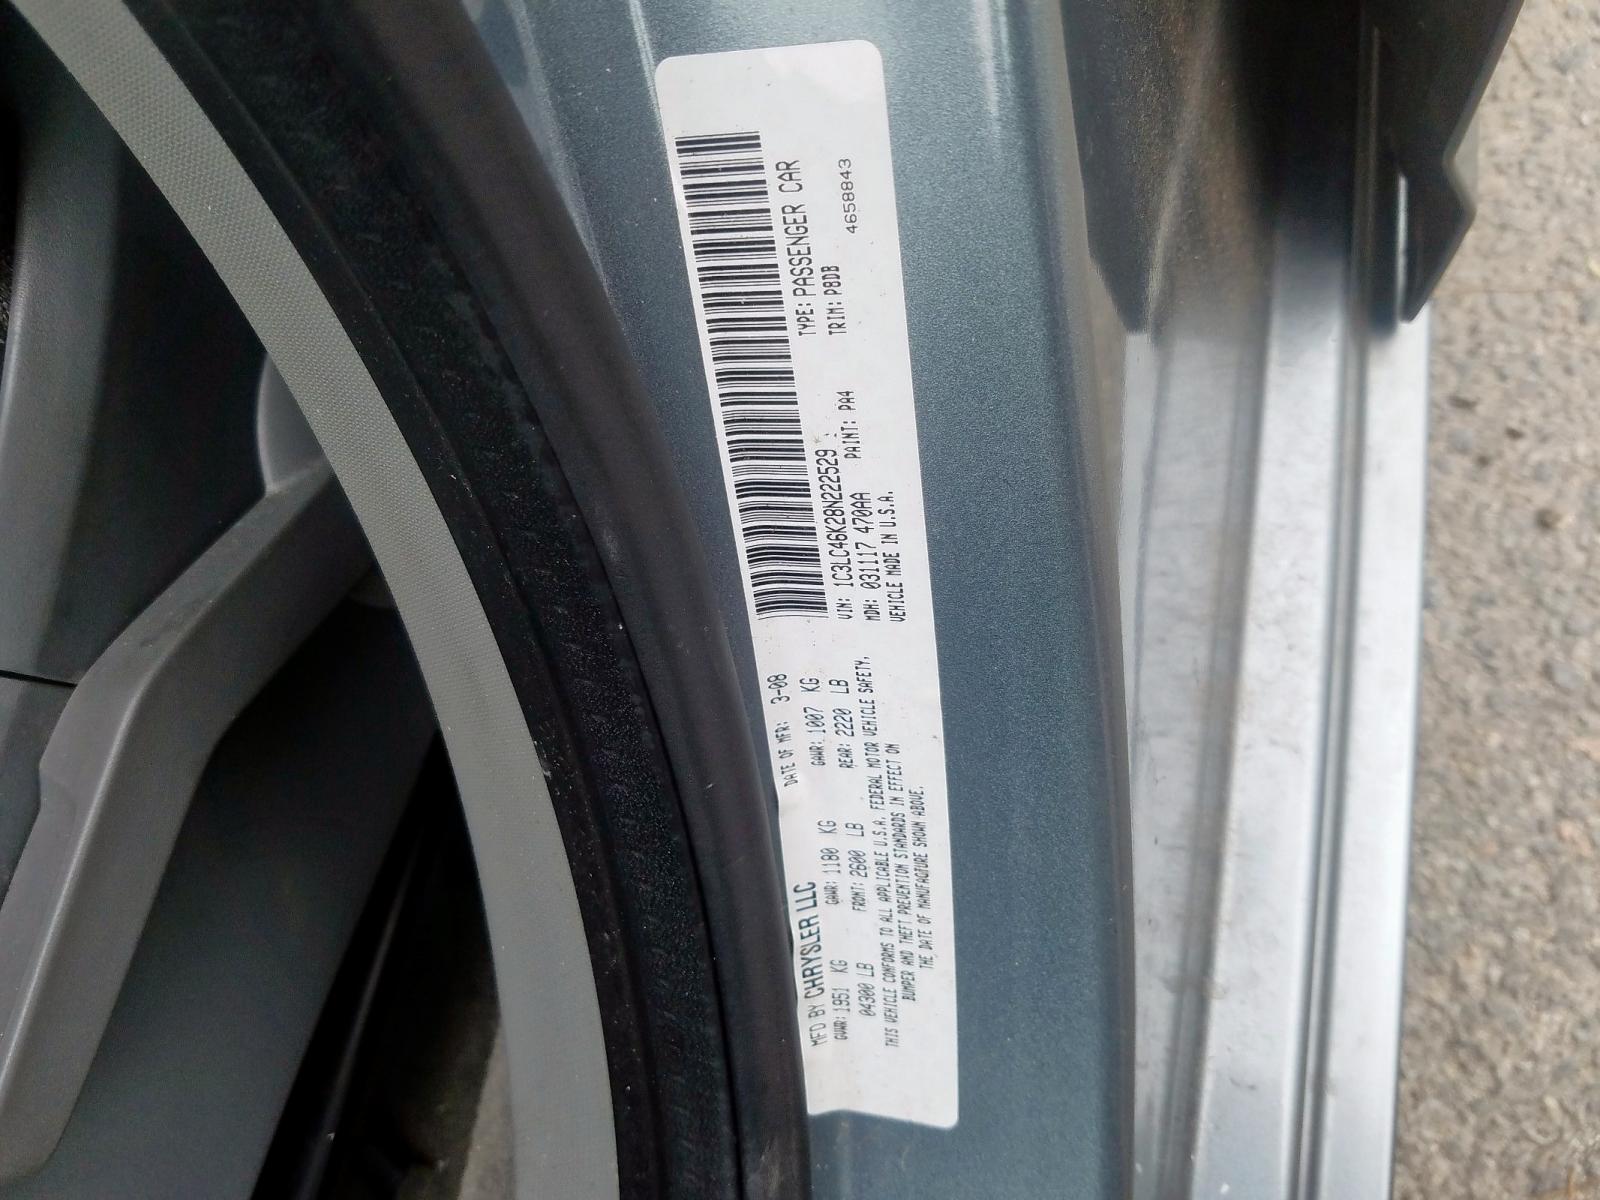 MFD BY CHRYSLER LLC DATE OF MFR: 3-08
GVWR: 1951 KG GAWR: 1180 KG GAWR: 1007 KG
04300 LB FRONT: 2600 LB REAR: 2220 LB
THIS VEHICLE CONFORMS TO ALL APPLICABLE U.S.A. FEDERAL MOTOR VEHICLE SAFETY,
BUMPER AND THEFT PREVENTION STANDARDS IN EFFECT ON
THE DATE OF MANUFACTURE SHOWN ABOVE.
VIN: 1C3LC46K28N222529 TYPE: PASSENGER CAR
MDH: 031117 470AA PAINT: PA4 TRIM: P8DB
VEHICLE MADE IN U.S.A. 4658843